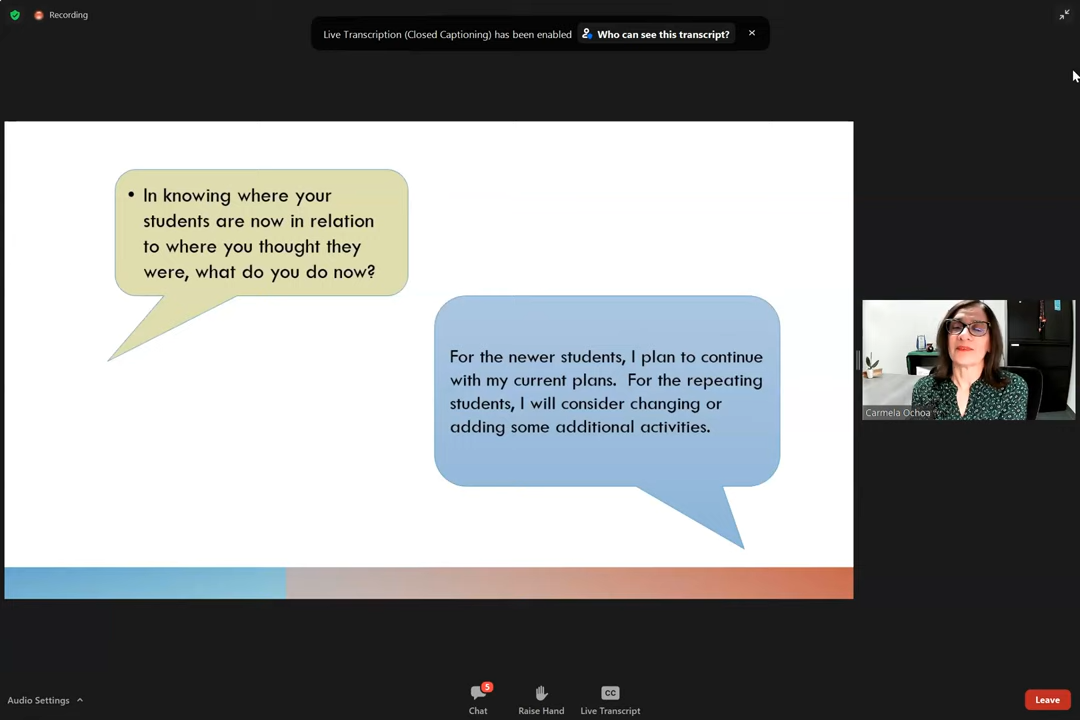 Recording
Live Transcription (Closed Captioning) has been enabled
Who can see this transcript?
• In knowing where your
students are now in relation
to where you thought they
were, what do you do now?
For the newer students, I plan to continue
with my current plans. For the repeating
students, I will consider changing or
adding some additional activities.
Carmela Ochoa
Audio Settings
5
Chat
Raise Hand
CC
Live Transcript
Leave